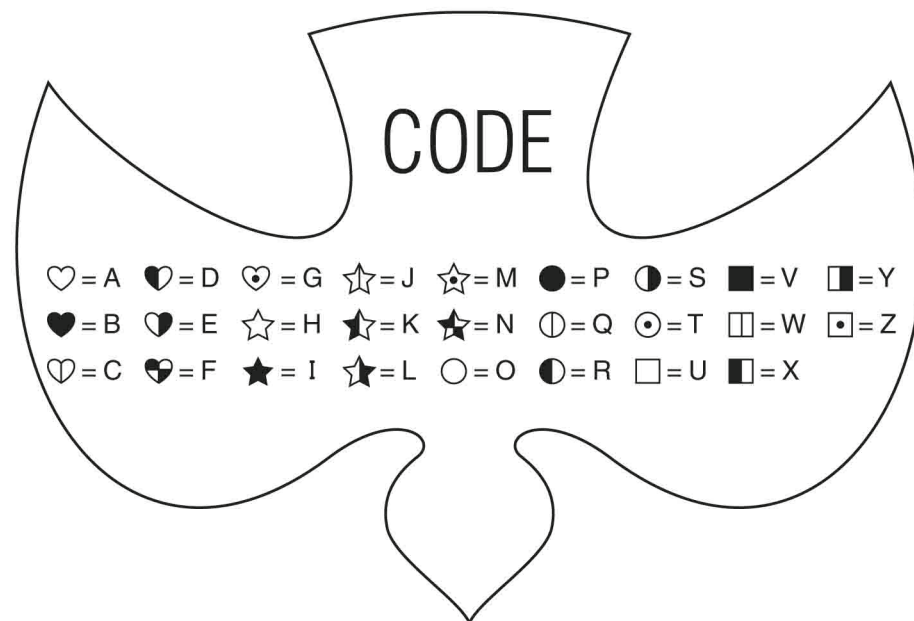 CODE
♡ = A ◐ = D ♡ = G ☆ = J ☆ = M ● = P ◑ = S ■ = V ◨ = Y
♥ = B ♡ = E ☆ = H ★ = K ★ = N ⦶ = Q ⊙ = T ◫ = W ⊡ = Z
♡ = C ♥ = F ★ = I ★ = L ○ = O ◐ = R □ = U ◧ = X